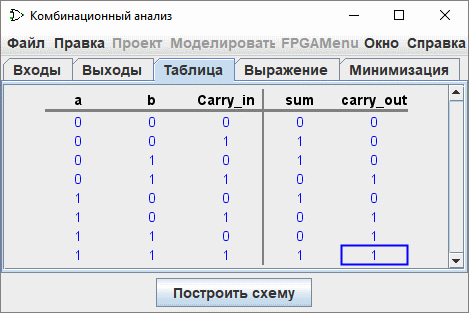 Комбинационный анализ
Файл Правка Проект Моделировать FPGAMenu Окно Справка
Входы Выходы Таблица Выражение Минимизация
a b Carry_in sum carry_out
0 0 0 0 0
0 0 1 1 0
0 1 0 1 0
0 1 1 0 1
1 0 0 1 0
1 0 1 0 1
1 1 0 0 1
1 1 1 1 1
Построить схему